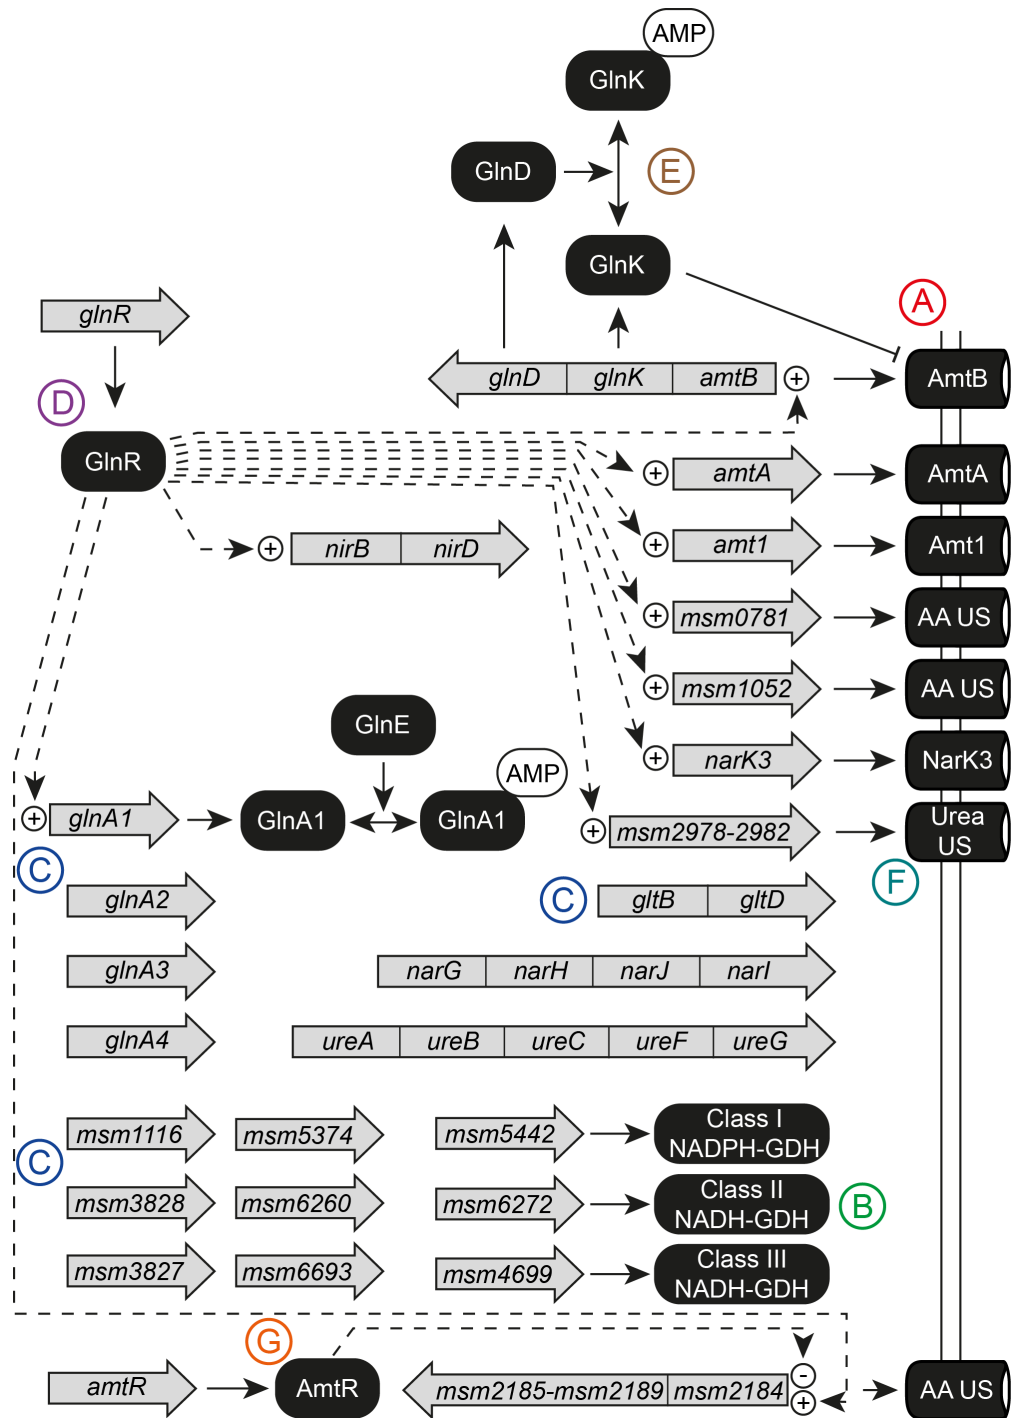 AMP
GlnK
GlnD
E
GlnK
glnR
A
glnD glnK amtB + AmtB
D
GlnR
+ amtA AmtA
+ nirB nirD
+ amt1 Amt1
+ msm0781 AA US
+ msm1052 AA US
GlnE
+ narK3 NarK3
AMP
+ glnA1 GlnA1 GlnA1
+ msm2978-2982 Urea
US
C
F
glnA2
C
gltB gltD
glnA3 narG narH narJ narI
glnA4 ureA ureB ureC ureF ureG
msm1116 msm5374 msm5442 Class I
NADPH-GDH
C
msm3828 msm6260 msm6272 Class II
NADH-GDH
B
msm3827 msm6693 msm4699 Class III
NADH-GDH
G
amtR AmtR
msm2185-msm2189 msm2184 -
+
AA US